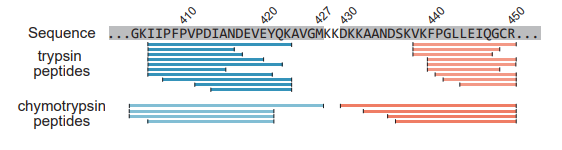 410 420 427 430 440 450
Sequence ...GKIIPFPVPDIANDEVEYQKAVGMKKDKKAANDSKVKFPGLLEIQGCR...
trypsin
peptides
chymotrypsin
peptides